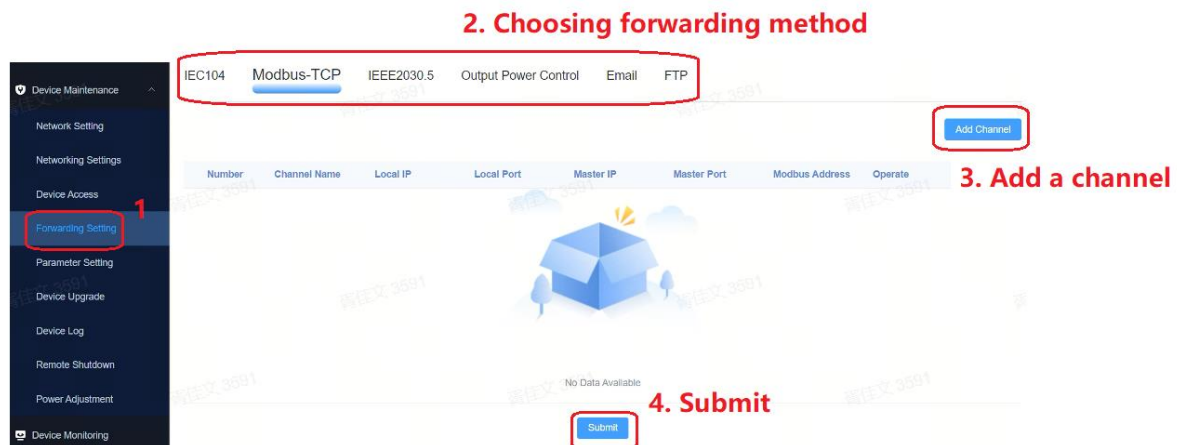 2. Choosing forwarding method
IEC104 Modbus-TCP IEEE2030.5 Output Power Control Email FTP
Device Maintenance
Network Setting
Networking Settings
Device Access
1
Forwarding Setting
Parameter Setting
Device Upgrade
Device Log
Remote Shutdown
Power Adjustment
Device Monitoring
Add Channel
3. Add a channel
Number Channel Name Local IP Local Port Master IP Master Port Modbus Address Operate
No Data Available
4. Submit
Submit